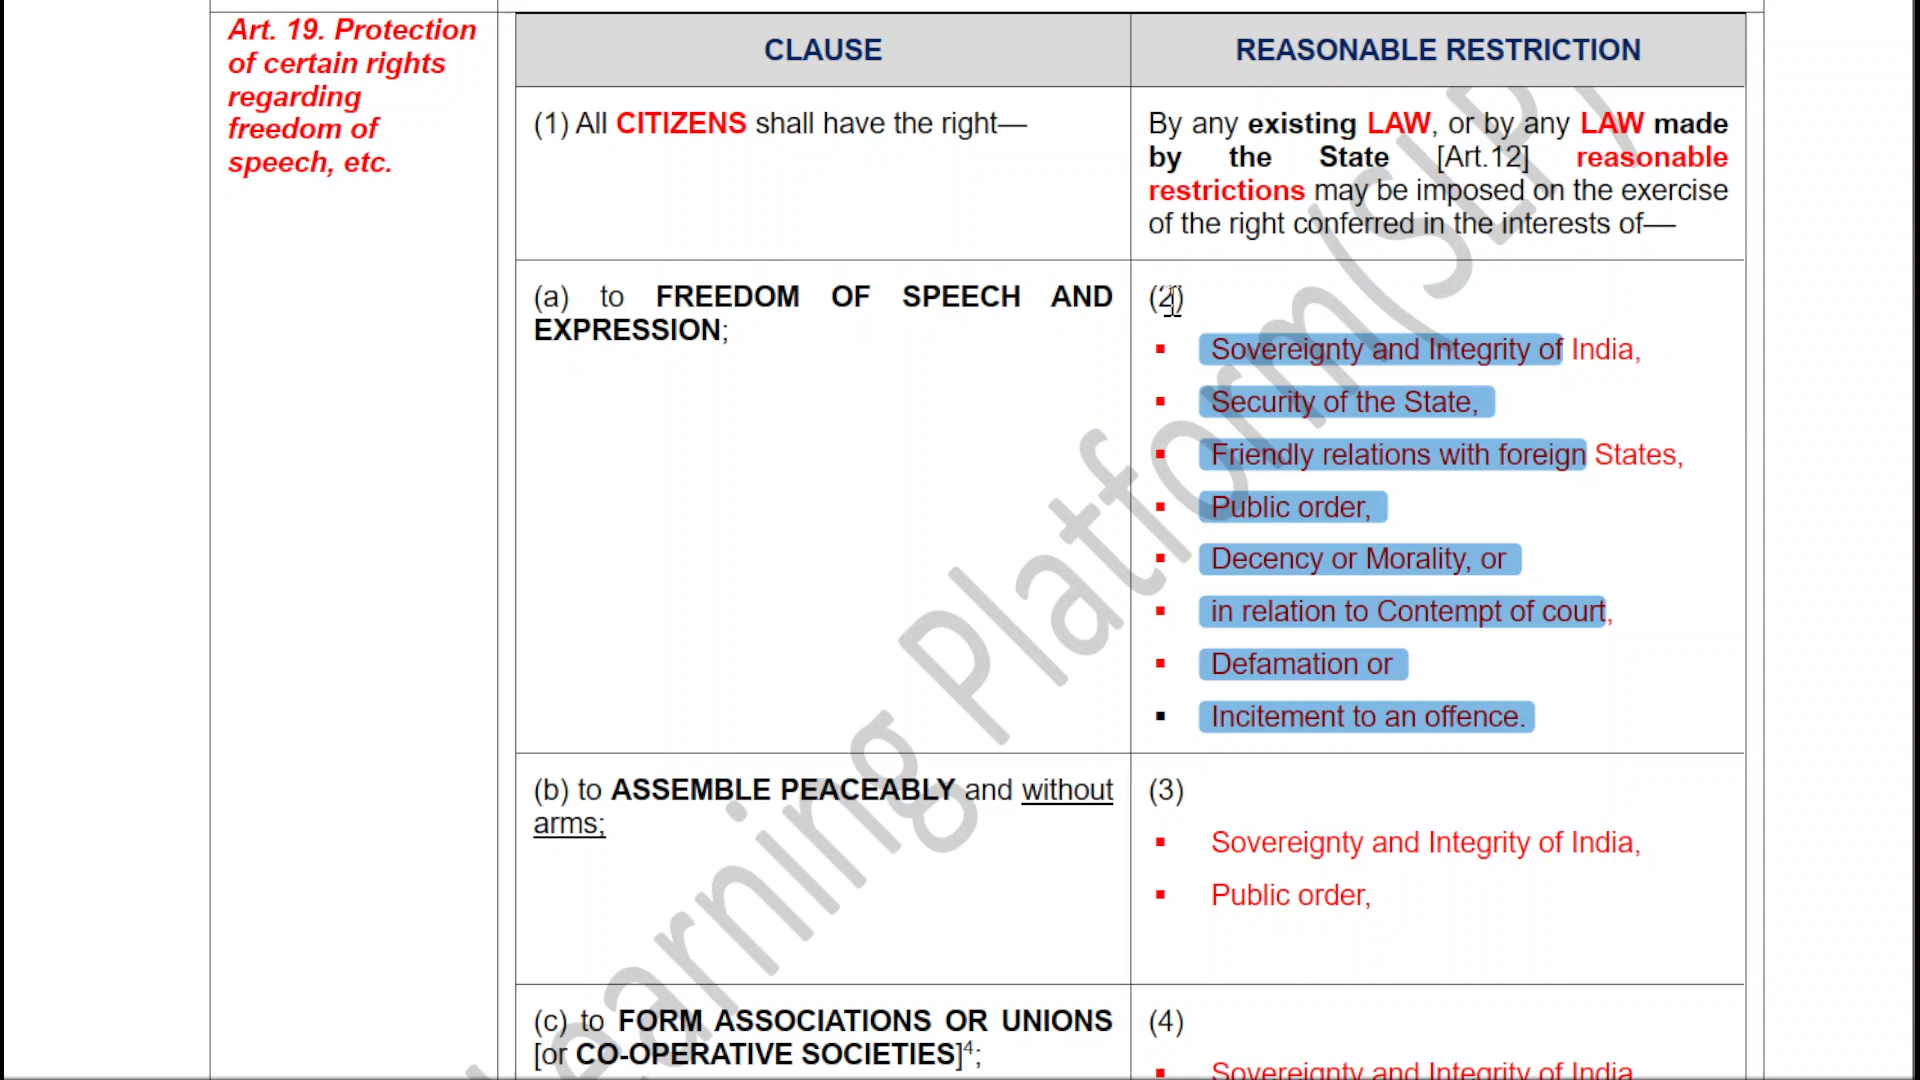 Art. 19. Protection
of certain rights
regarding
freedom of
speech, etc.
CLAUSE
REASONABLE RESTRICTION
(1) All CITIZENS shall have the right—
By any existing LAW, or by any LAW made
by the State [Art.12] reasonable
restrictions may be imposed on the exercise
of the right conferred in the interests of—
(a) to FREEDOM OF SPEECH AND
EXPRESSION;
(2)
▪ Sovereignty and Integrity of India,
▪ Security of the State,
▪ Friendly relations with foreign States,
▪ Public order,
▪ Decency or Morality, or
▪ in relation to Contempt of court,
▪ Defamation or
▪ Incitement to an offence.
(b) to ASSEMBLE PEACEABLY and without
arms;
(3)
▪ Sovereignty and Integrity of India,
▪ Public order,
(c) to FORM ASSOCIATIONS OR UNIONS
[or CO-OPERATIVE SOCIETIES]⁴;
(4)
▪ Sovereignty and Integrity of India
Learning Platform(SLP)